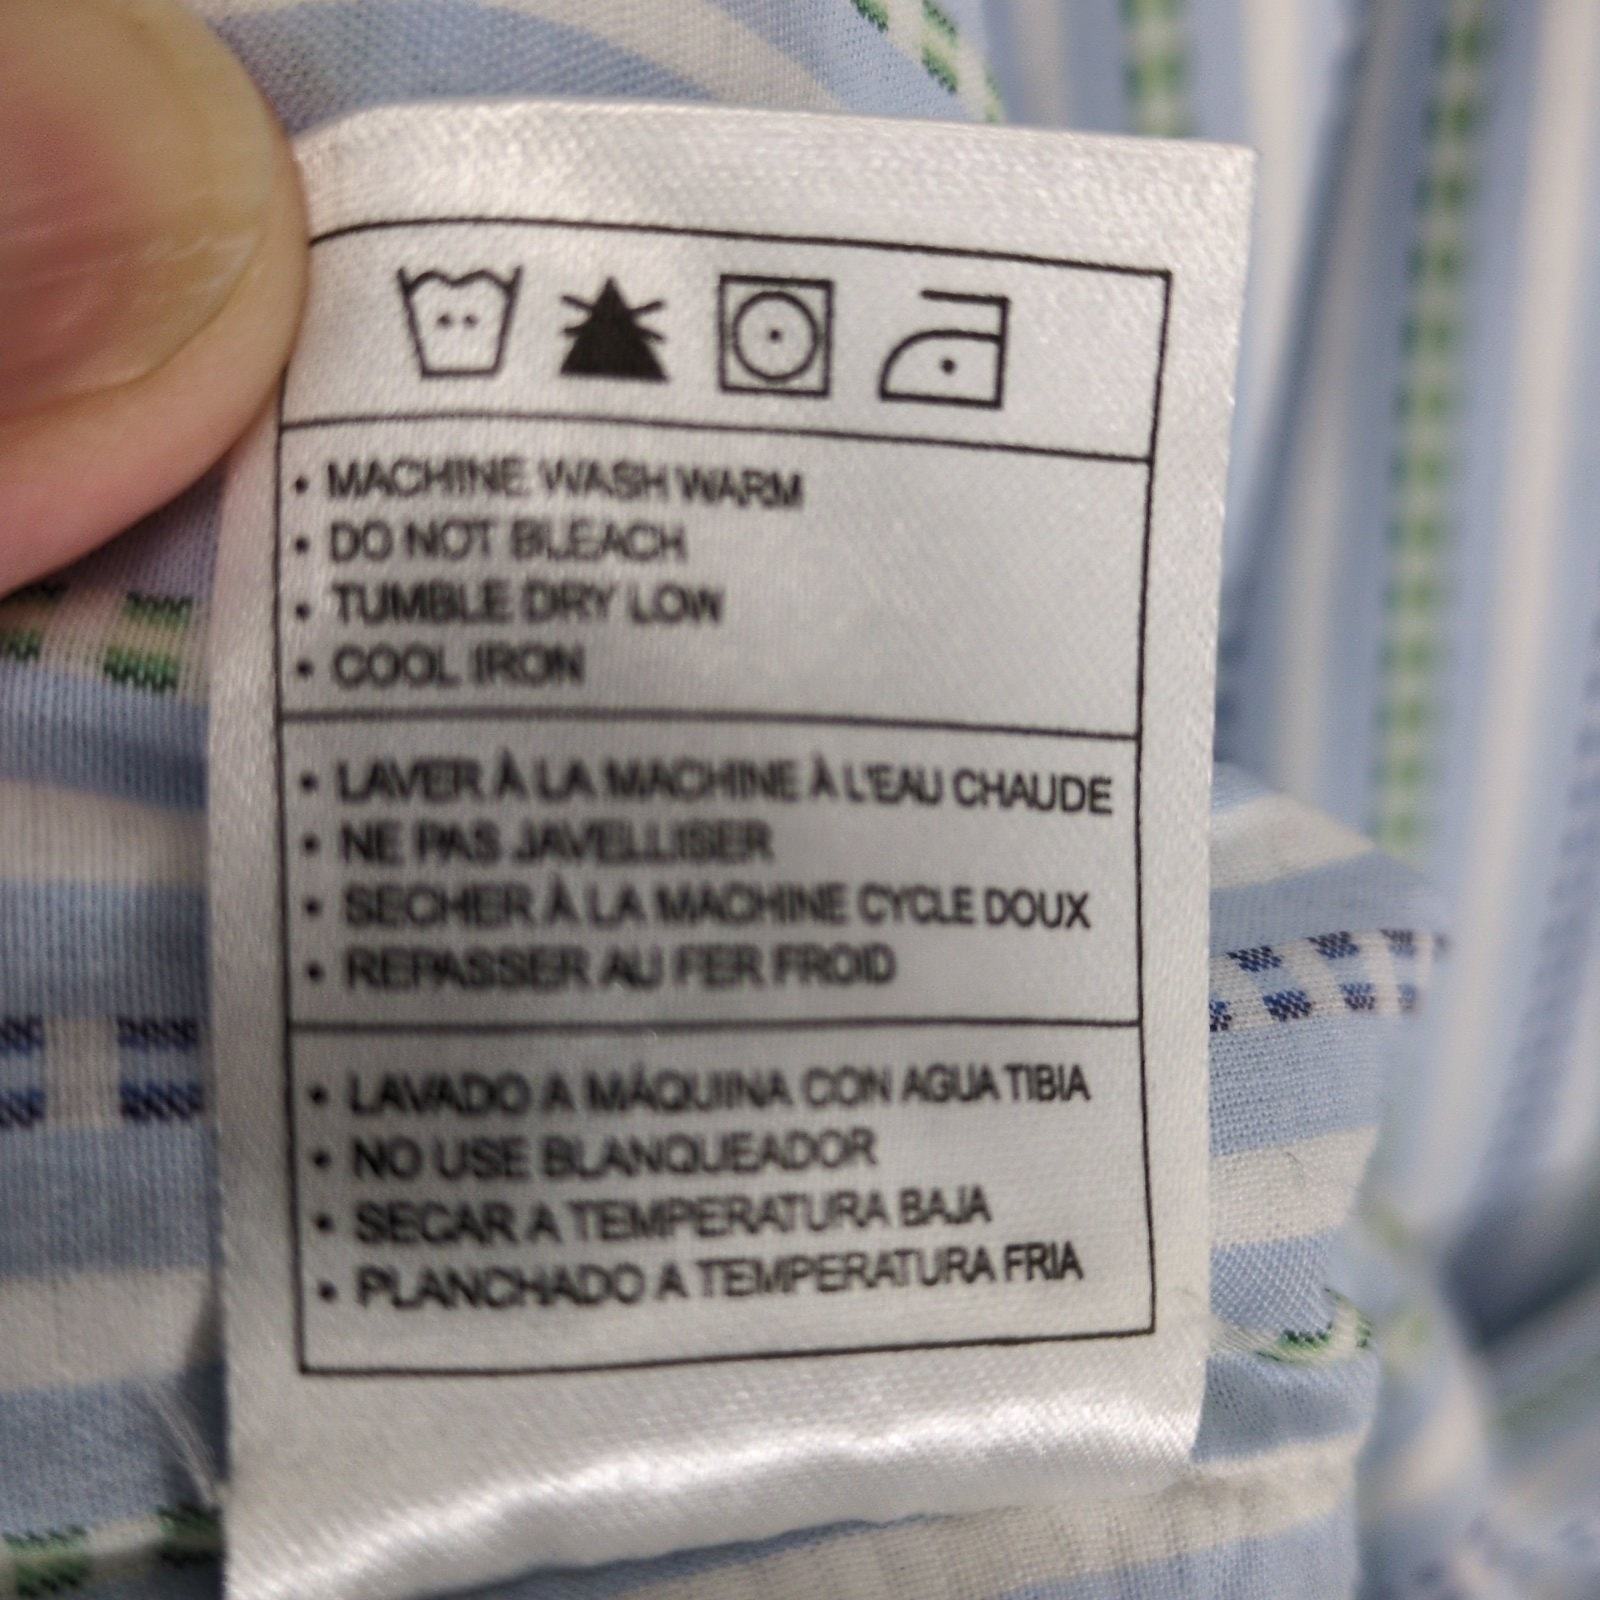 • MACHINE WASH WARM
• DO NOT BLEACH
• TUMBLE DRY LOW
• COOL IRON
• LAVER À LA MACHINE À L'EAU CHAUDE
• NE PAS JAVELLISER
• SECHER À LA MACHINE CYCLE DOUX
• REPASSER AU FER FROID
• LAVADO A MÁQUINA CON AGUA TIBIA
• NO USE BLANQUEADOR
• SECAR A TEMPERATURA BAJA
• PLANCHADO A TEMPERATURA FRIA